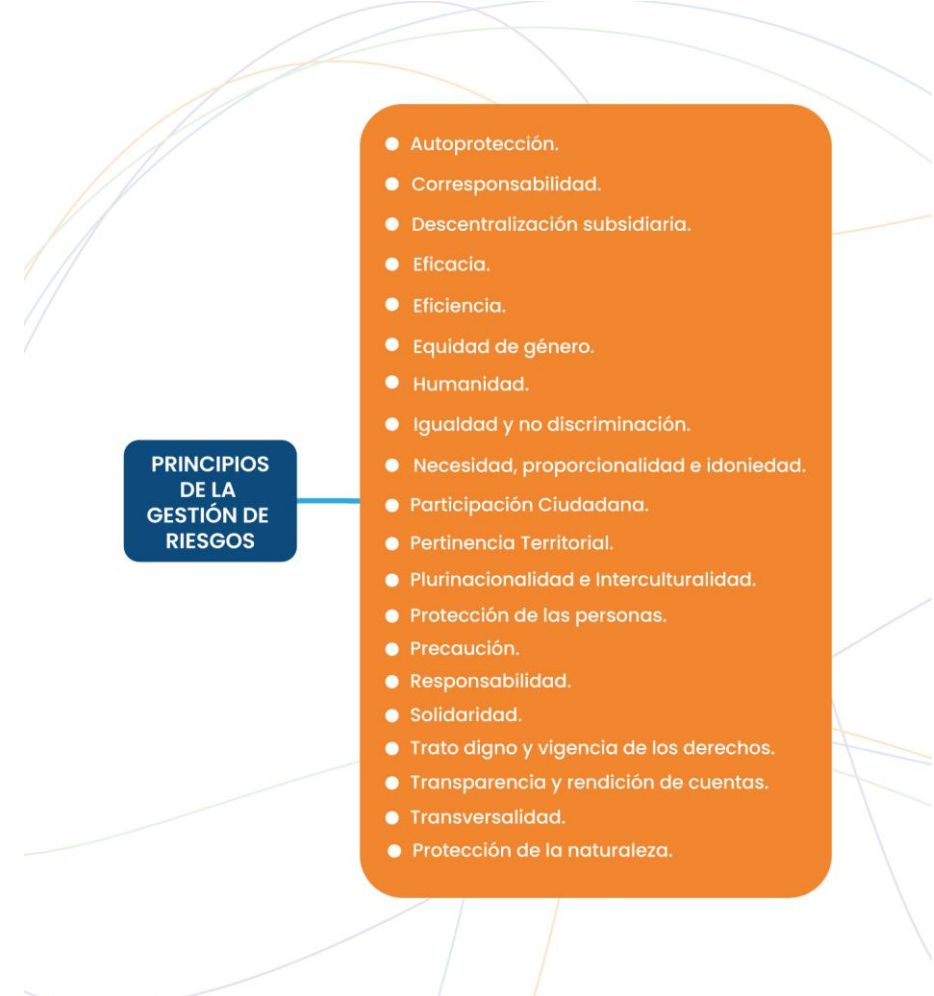 PRINCIPIOS
DE LA
GESTIÓN DE
RIESGOS
Autoprotección.
Corresponsabilidad.
Descentralización subsidiaria.
Eficacia.
Eficiencia.
Equidad de género.
Humanidad.
Igualdad y no discriminación.
Necesidad, proporcionalidad e idoniedad.
Participación Ciudadana.
Pertinencia Territorial.
Plurinacionalidad e Interculturalidad.
Protección de las personas.
Precaución.
Responsabilidad.
Solidaridad.
Trato digno y vigencia de los derechos.
Transparencia y rendición de cuentas.
Transversalidad.
Protección de la naturaleza.